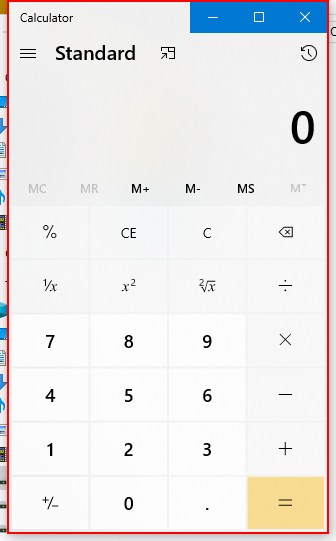 Calculator
Standard
0
MC MR M+ M- MS M˅
% CE C
¹/x x² ²√x ÷
7 8 9 ×
4 5 6 −
1 2 3 +
+/− 0 . =